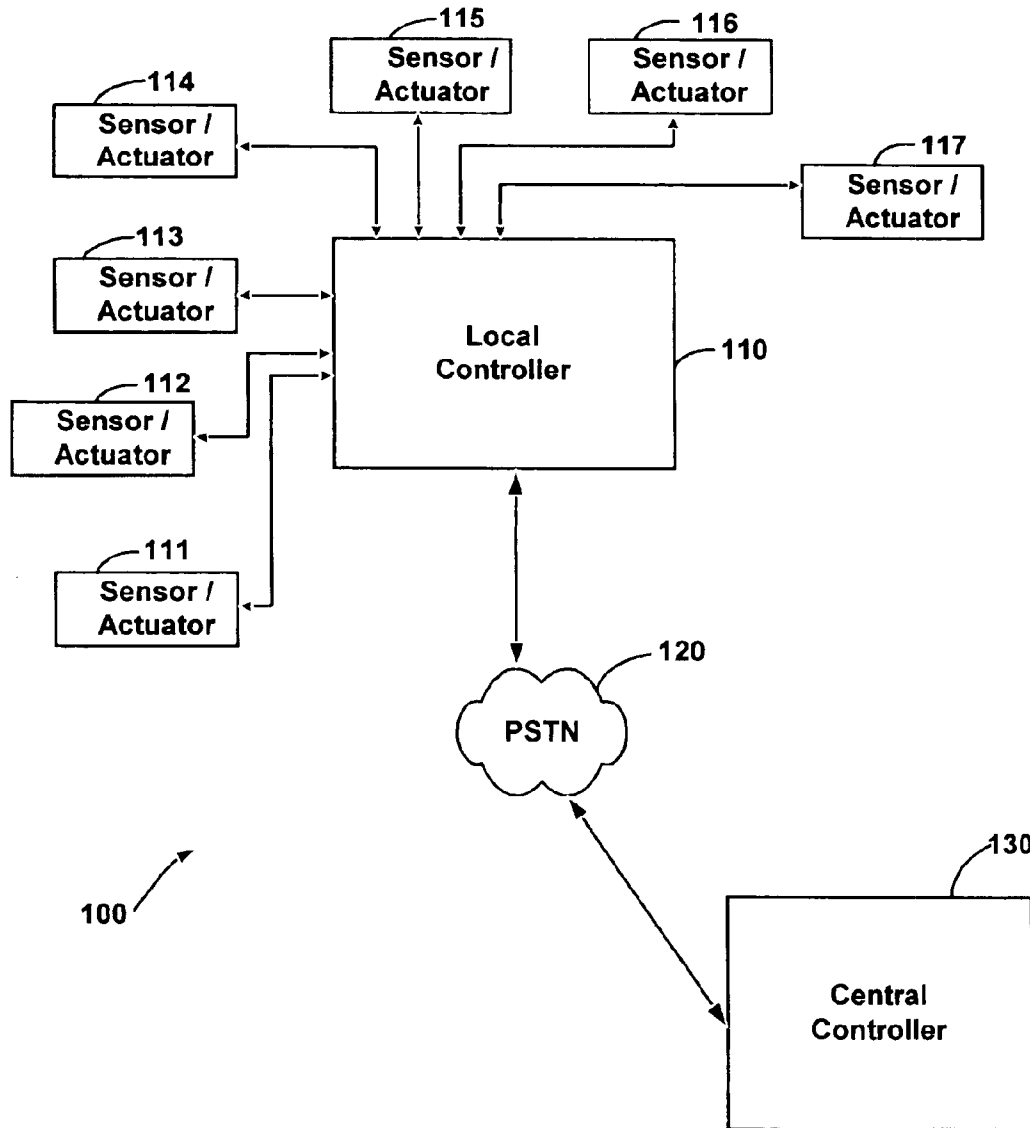 115
Sensor /
Actuator
116
Sensor /
Actuator
114
Sensor /
Actuator
117
Sensor /
Actuator
113
Sensor /
Actuator
Local
Controller
110
112
Sensor /
Actuator
111
Sensor /
Actuator
120
PSTN
100
130
Central
Controller